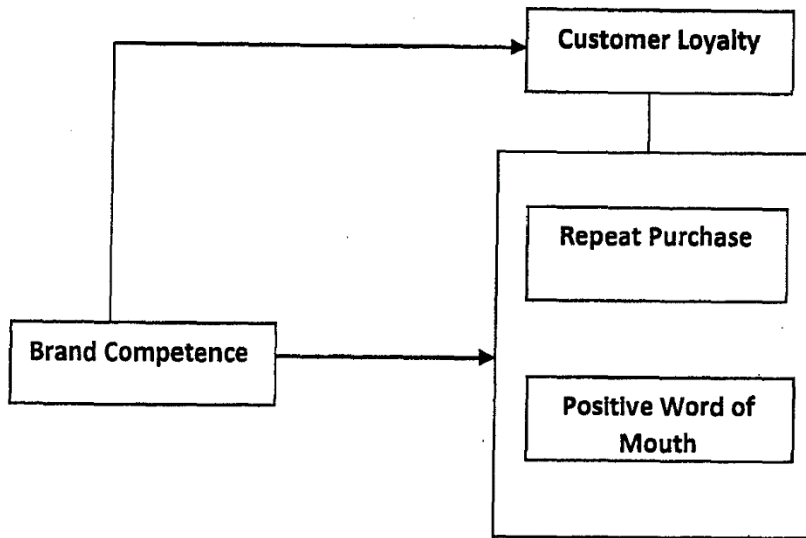 Customer Loyalty
Repeat Purchase
Brand Competence
Positive Word of
Mouth